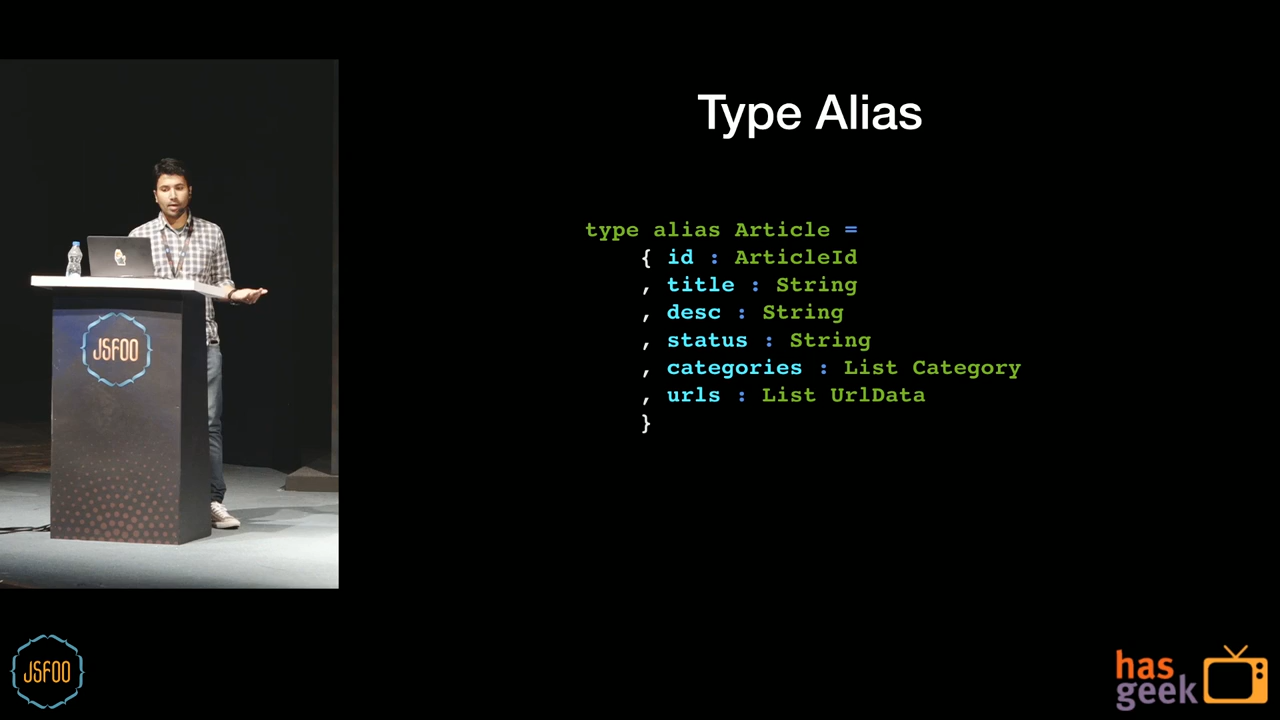 Type Alias
type alias Article =
{ id : ArticleId
, title : String
, desc : String
, status : String
, categories : List Category
, urls : List UrlData
}
JSFOO
JSFOO
has
geek